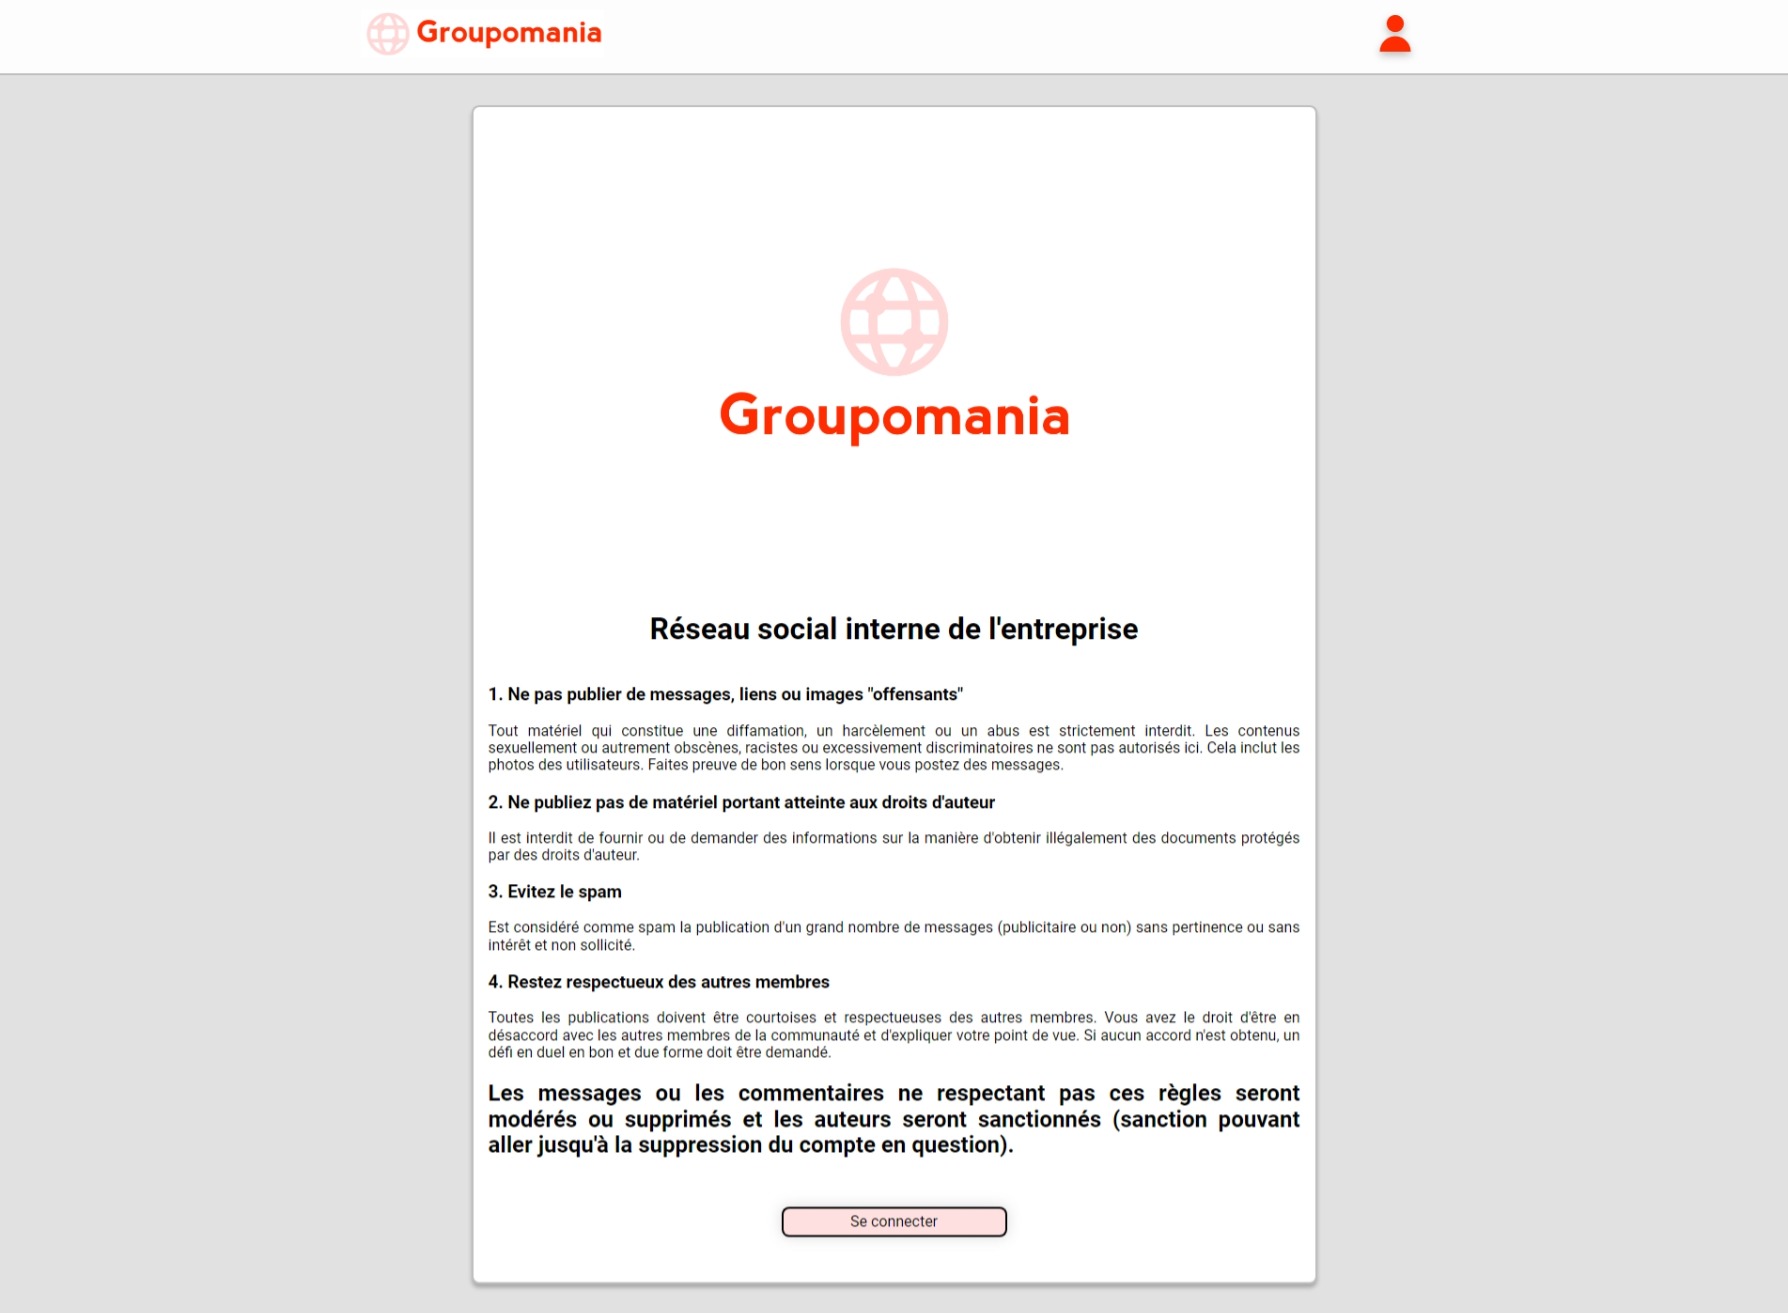 Groupomania
Groupomania
Réseau social interne de l'entreprise
1. Ne pas publier de messages, liens ou images "offensants"
Tout matériel qui constitue une diffamation, un harcèlement ou un abus est strictement interdit. Les contenus
sexuellement ou autrement obscènes, racistes ou excessivement discriminatoires ne sont pas autorisés ici. Cela inclut les
photos des utilisateurs. Faites preuve de bon sens lorsque vous postez des messages.
2. Ne publiez pas de matériel portant atteinte aux droits d'auteur
Il est interdit de fournir ou de demander des informations sur la manière d'obtenir illégalement des documents protégés
par des droits d'auteur.
3. Evitez le spam
Est considéré comme spam la publication d'un grand nombre de messages (publicitaire ou non) sans pertinence ou sans
intérêt et non sollicité.
4. Restez respectueux des autres membres
Toutes les publications doivent être courtoises et respectueuses des autres membres. Vous avez le droit d'être en
désaccord avec les autres membres de la communauté et d'expliquer votre point de vue. Si aucun accord n'est obtenu, un
défi en duel en bon et due forme doit être demandé.
Les messages ou les commentaires ne respectant pas ces règles seront
modérés ou supprimés et les auteurs seront sanctionnés (sanction pouvant
aller jusqu'à la suppression du compte en question).
Se connecter